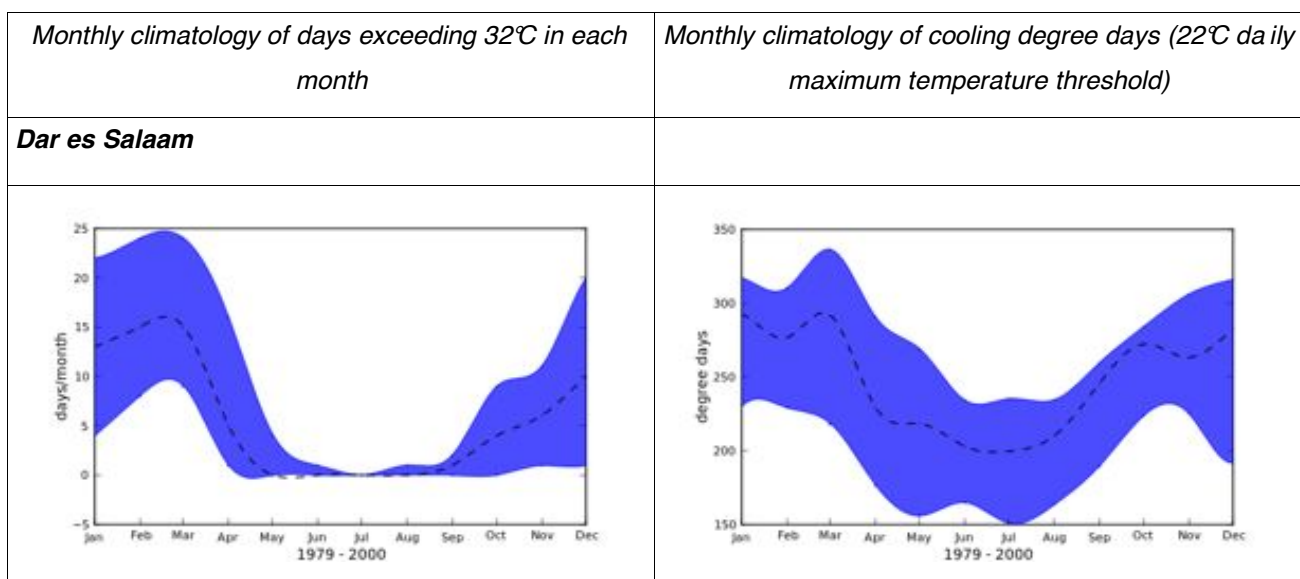 Monthly climatology of days exceeding 32℃ in each
month
Monthly climatology of cooling degree days (22℃ da ily
maximum temperature threshold)
Dar es Salaam
25
20
15
10
5
0
−5
days/month
Jan Feb Mar Apr May Jun Jul Aug Sep Oct Nov Dec
1979 - 2000
350
300
250
200
150
degree days
Jan Feb Mar Apr May Jun Jul Aug Sep Oct Nov Dec
1979 - 2000